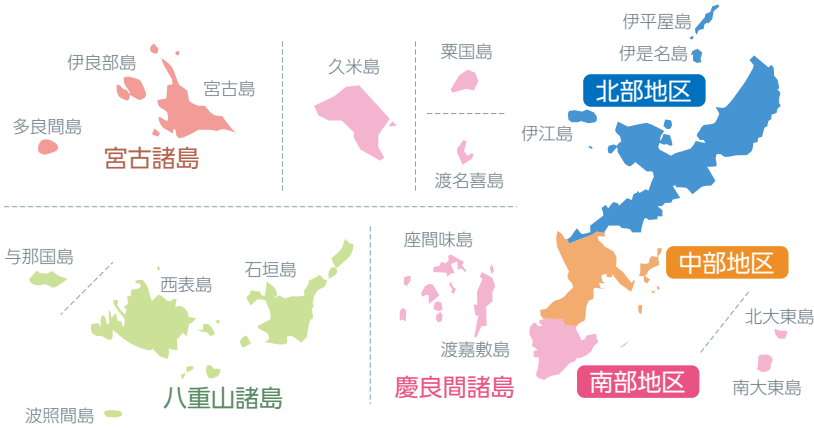 伊平屋島
伊是名島
北部地区
伊江島
伊良部島
宮古島
多良間島
宮古諸島
久米島
粟国島
渡名喜島
与那国島
西表島
石垣島
波照間島
八重山諸島
座間味島
渡嘉敷島
慶良間諸島
中部地区
北大東島
南大東島
南部地区